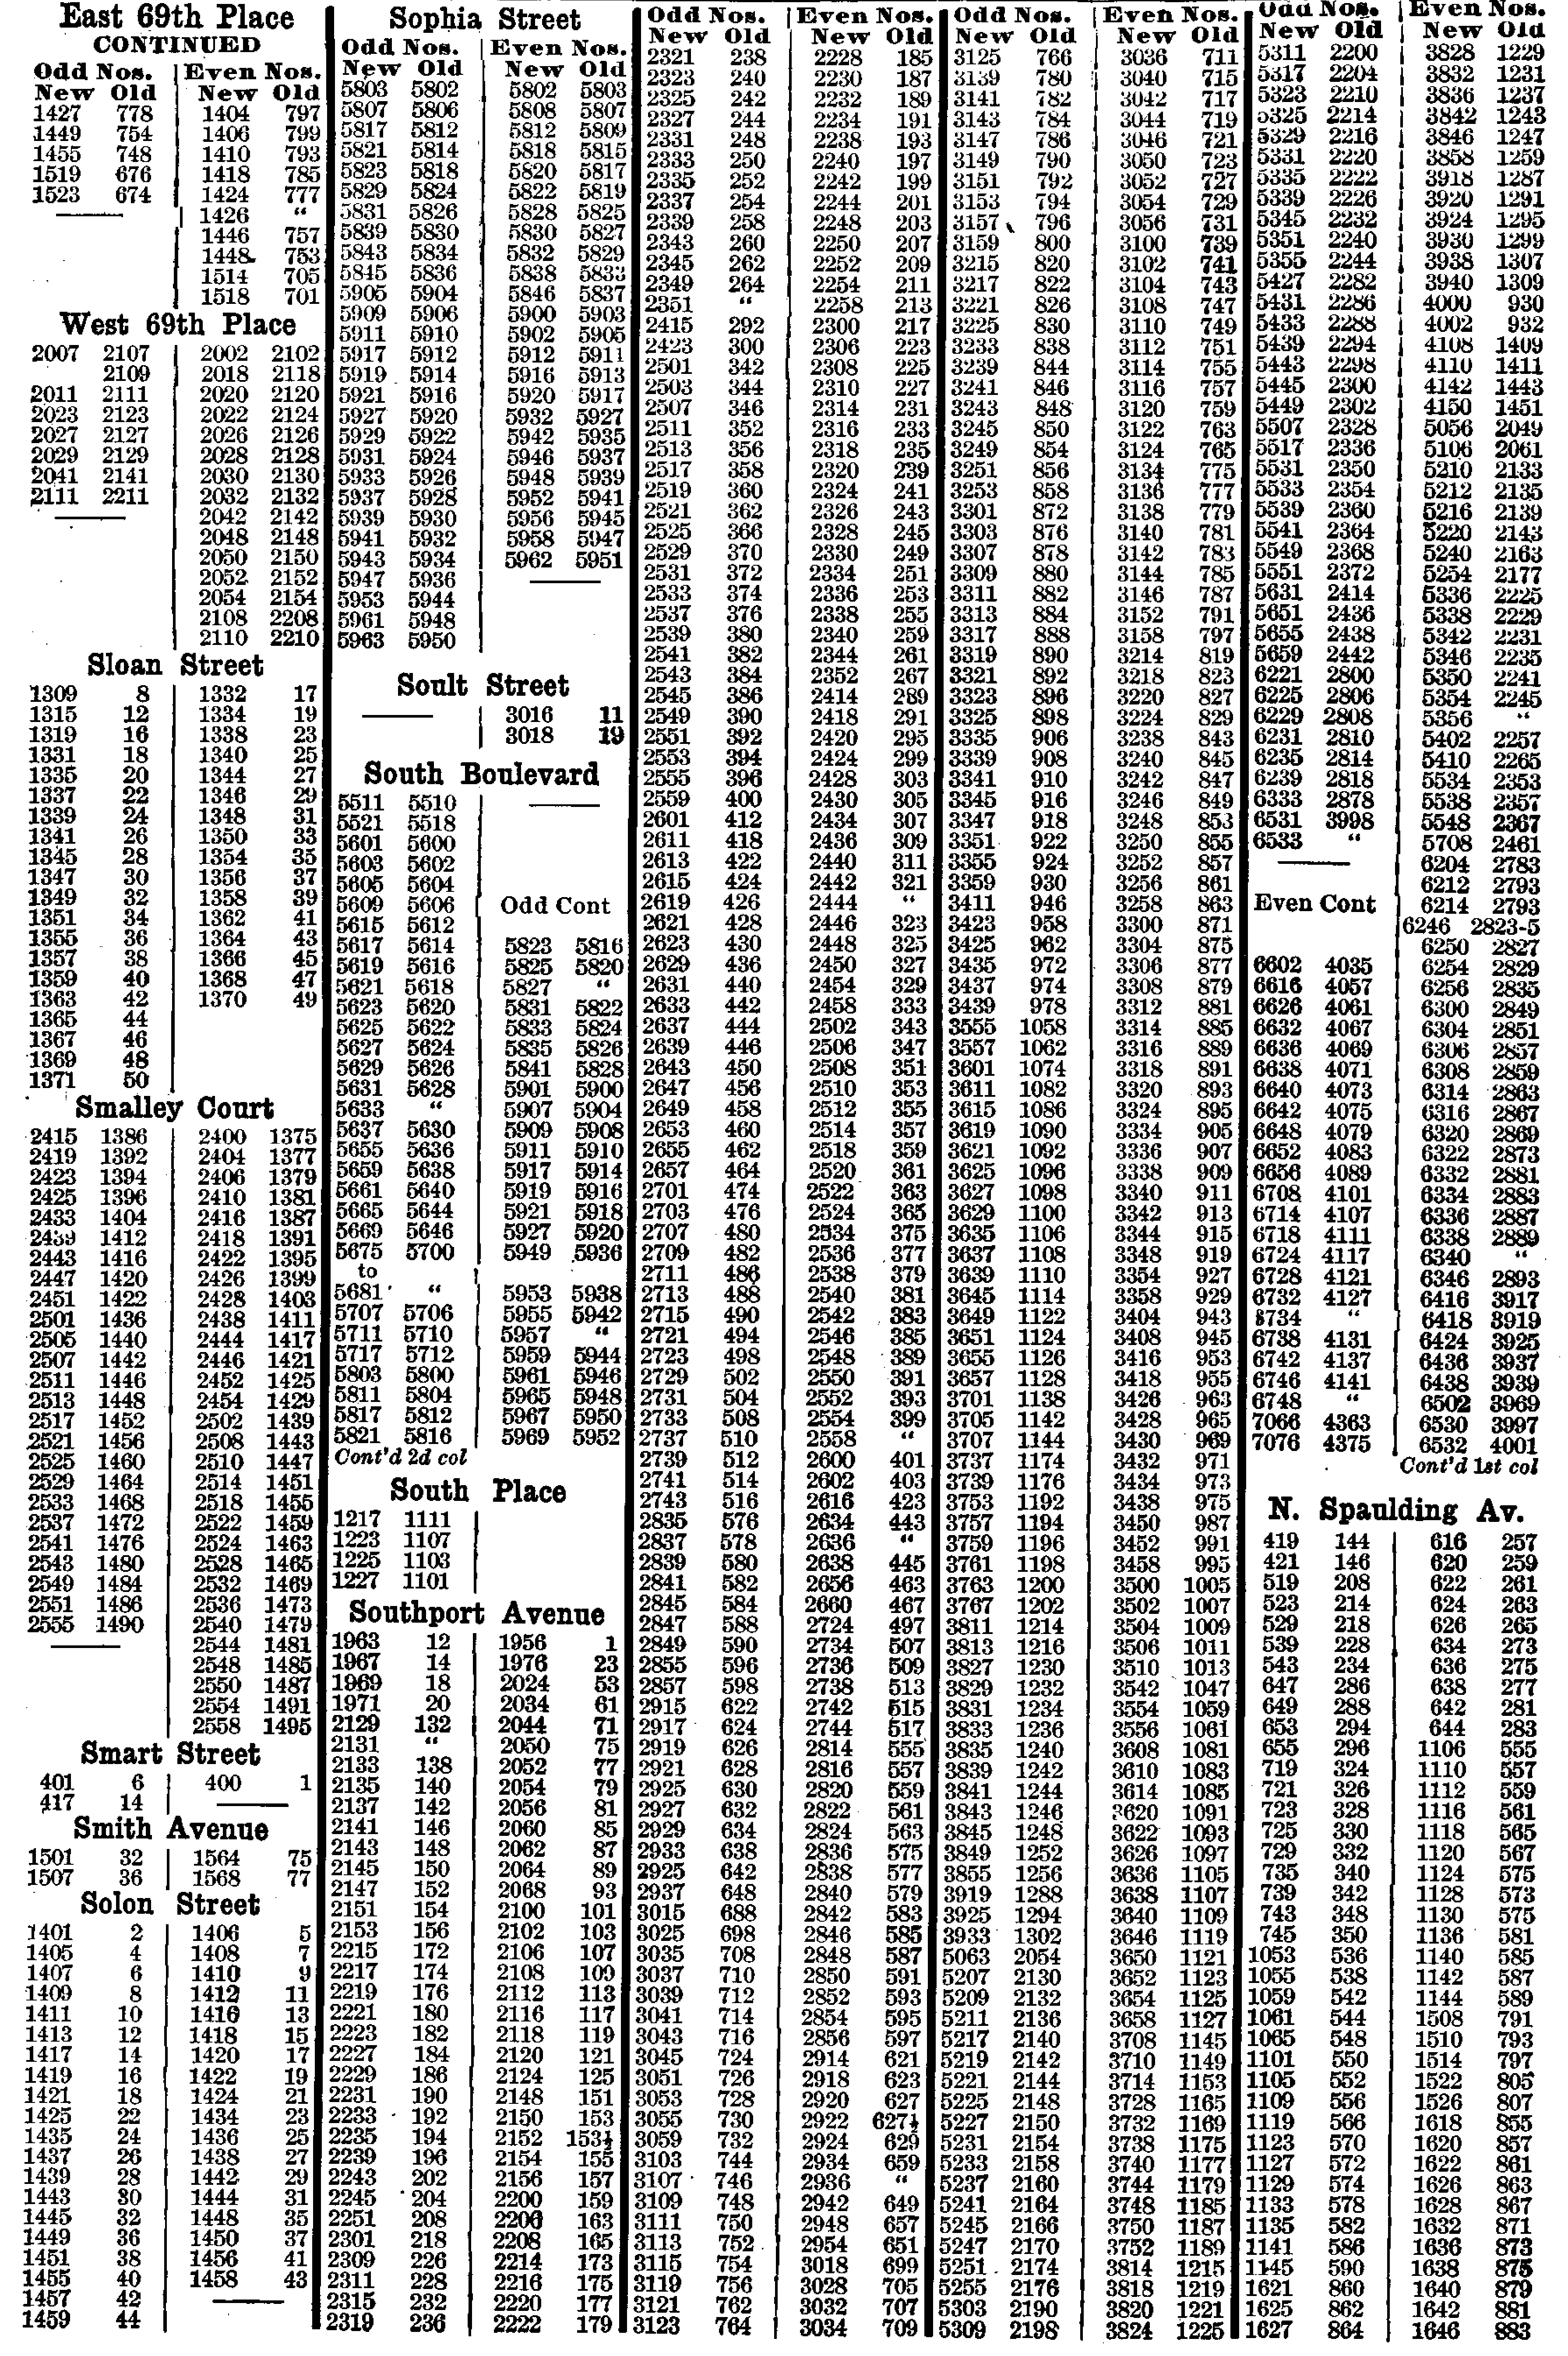 East 69th Place
CONTINUED
Odd Nos. Even Nos.
New Old New Old
1427 778 1404 797
1449 754 1406 799
1455 748 1410 793
1519 676 1418 785
1523 674 1424 777
1426 "
1446 757
1448 753
1514 705
1518 701
West 69th Place
2007 2107 2002 2102
2109 2018 2118
2011 2111 2020 2120
2023 2123 2022 2124
2027 2127 2026 2126
2029 2129 2028 2128
2041 2141 2030 2130
2111 2211 2032 2132
2042 2142
2048 2148
2050 2150
2052 2152
2054 2154
2108 2208
2110 2210
Sloan Street
1309 8 1332 17
1315 12 1334 19
1319 16 1338 23
1331 18 1340 25
1335 20 1344 27
1337 22 1346 29
1339 24 1348 31
1341 26 1350 33
1345 28 1354 35
1347 30 1356 37
1349 32 1358 39
1351 34 1362 41
1355 36 1364 43
1357 38 1366 45
1359 40 1368 47
1363 42 1370 49
1365 44
1367 46
1369 48
1371 50
Smalley Court
2415 1386 2400 1375
2419 1392 2404 1377
2423 1394 2406 1379
2425 1396 2410 1381
2433 1404 2416 1387
2439 1412 2418 1391
2443 1416 2422 1395
2447 1420 2426 1399
2451 1422 2428 1403
2501 1436 2438 1411
2505 1440 2444 1417
2507 1442 2446 1421
2511 1446 2452 1425
2513 1448 2454 1429
2517 1452 2502 1439
2521 1456 2508 1443
2525 1460 2510 1447
2529 1464 2514 1451
2533 1468 2518 1455
2537 1472 2522 1459
2541 1476 2524 1463
2543 1480 2528 1465
2549 1484 2532 1469
2551 1486 2536 1473
2555 1490 2540 1479
2544 1481
2548 1485
2550 1487
2554 1491
2558 1495
Smart Street
401 6 400 1
417 14
Smith Avenue
1501 32 1564 75
1507 36 1568 77
Solon Street
1401 2 1406 5
1405 4 1408 7
1407 6 1410 9
1409 8 1412 11
1411 10 1416 13
1413 12 1418 15
1417 14 1420 17
1419 16 1422 19
1421 18 1424 21
1425 22 1434 23
1435 24 1436 25
1437 26 1438 27
1439 28 1442 29
1443 30 1444 31
1445 32 1448 35
1449 36 1450 37
1451 38 1456 41
1455 40 1458 43
1457 42
1459 44
Sophia Street
Odd Nos. Even Nos.
New Old New Old
5803 5802 5802 5803
5807 5806 5808 5807
5817 5812 5812 5809
5821 5814 5818 5815
5823 5818 5820 5817
5829 5824 5822 5819
5831 5826 5828 5825
5839 5830 5830 5827
5843 5834 5832 5829
5845 5836 5838 5833
5905 5904 5846 5837
5909 5906 5900 5903
5911 5910 5902 5905
5917 5912 5912 5911
5919 5914 5916 5913
5921 5916 5920 5917
5927 5920 5932 5927
5929 5922 5942 5935
5931 5924 5946 5937
5933 5926 5948 5939
5937 5928 5952 5941
5939 5930 5956 5945
5941 5932 5958 5947
5943 5934 5962 5951
5947 5936
5953 5944
5961 5948
5963 5950
Soult Street
3016 11
3018 19
South Boulevard
5511 5510
5521 5518
5601 5600
5603 5602
5605 5604
5609 5606 Odd Cont
5615 5612
5617 5614 5823 5816
5619 5616 5825 5820
5621 5618 5827 "
5623 5620 5831 5822
5625 5622 5833 5824
5627 5624 5835 5826
5629 5626 5841 5828
5631 5628 5901 5900
5633 " 5907 5904
5637 5630 5909 5908
5655 5636 5911 5910
5659 5638 5917 5914
5661 5640 5919 5916
5665 5644 5921 5918
5669 5646 5927 5920
5675 5700 5949 5936
to
5681 " 5953 5938
5707 5706 5955 5942
5711 5710 5957 "
5717 5712 5959 5944
5803 5800 5961 5946
5811 5804 5965 5948
5817 5812 5967 5950
5821 5816 5969 5952
Cont'd 2d col
South Place
1217 1111
1223 1107
1225 1103
1227 1101
Southport Avenue
1963 12 1956 1
1967 14 1976 23
1969 18 2024 53
1971 20 2034 61
2129 132 2044 71
2131 " 2050 75
2133 138 2052 77
2135 140 2054 79
2137 142 2056 81
2141 146 2060 85
2143 148 2062 87
2145 150 2064 89
2147 152 2068 93
2151 154 2100 101
2153 156 2102 103
2215 172 2106 107
2217 174 2108 109
2219 176 2112 113
2221 180 2116 117
2223 182 2118 119
2227 184 2120 121
2229 186 2124 125
2231 190 2148 151
2233 192 2150 153
2235 194 2152 153½
2239 196 2154 155
2243 202 2156 157
2245 204 2200 159
2251 208 2206 163
2301 218 2208 165
2309 226 2214 173
2311 228 2216 175
2315 232 2220 177
2319 236 2222 179
Odd Nos. Even Nos.
New Old New Old
2321 238 2228 185
2323 240 2230 187
2325 242 2232 189
2327 244 2234 191
2331 248 2238 193
2333 250 2240 197
2335 252 2242 199
2337 254 2244 201
2339 258 2248 203
2343 260 2250 207
2345 262 2252 209
2349 264 2254 211
2351 " 2258 213
2415 292 2300 217
2423 300 2306 223
2501 342 2308 225
2503 344 2310 227
2507 346 2314 231
2511 352 2316 233
2513 356 2318 235
2517 358 2320 239
2519 360 2324 241
2521 362 2326 243
2525 366 2328 245
2529 370 2330 249
2531 372 2334 251
2533 374 2336 253
2537 376 2338 255
2539 380 2340 259
2541 382 2344 261
2543 384 2352 267
2545 386 2414 289
2549 390 2418 291
2551 392 2420 295
2553 394 2424 299
2555 396 2428 303
2559 400 2430 305
2601 412 2434 307
2611 418 2436 309
2613 422 2440 311
2615 424 2442 321
2619 426 2444 "
2621 428 2446 323
2623 430 2448 325
2629 436 2450 327
2631 440 2454 329
2633 442 2458 333
2637 444 2502 343
2639 446 2506 347
2643 450 2508 351
2647 456 2510 353
2649 458 2512 355
2653 460 2514 357
2655 462 2518 359
2657 464 2520 361
2701 474 2522 363
2703 476 2524 365
2707 480 2534 375
2709 482 2536 377
2711 486 2538 379
2713 488 2540 381
2715 490 2542 383
2721 494 2546 385
2723 498 2548 389
2729 502 2550 391
2731 504 2552 393
2733 508 2554 399
2737 510 2558 "
2739 512 2600 401
2741 514 2602 403
2743 516 2616 423
2835 576 2634 443
2837 578 2636 "
2839 580 2638 445
2841 582 2656 463
2845 584 2660 467
2847 588 2724 497
2849 590 2734 507
2855 596 2736 509
2857 598 2738 513
2915 622 2742 515
2917 624 2744 517
2919 626 2814 555
2921 628 2816 557
2925 630 2820 559
2927 632 2822 561
2929 634 2824 563
2933 638 2836 575
2925 642 2838 577
2937 648 2840 579
3015 688 2842 583
3025 698 2846 585
3035 708 2848 587
3037 710 2850 591
3039 712 2852 593
3041 714 2854 595
3043 716 2856 597
3045 724 2914 621
3051 726 2918 623
3053 728 2920 627
3055 730 2922 627½
3059 732 2924 629
3103 744 2934 659
3107 746 2936 "
3109 748 2942 649
3111 750 2948 657
3113 752 2954 651
3115 754 3018 699
3119 756 3028 705
3121 762 3032 707
3123 764 3034 709
Odd Nos. Even Nos.
New Old New Old
3125 766 3036 711
3139 780 3040 715
3141 782 3042 717
3143 784 3044 719
3147 786 3046 721
3149 790 3050 723
3151 792 3052 727
3153 794 3054 729
3157 796 3056 731
3159 800 3100 739
3215 820 3102 741
3217 822 3104 743
3221 826 3108 747
3225 830 3110 749
3233 838 3112 751
3239 844 3114 755
3241 846 3116 757
3243 848 3120 759
3245 850 3122 763
3249 854 3124 765
3251 856 3134 775
3253 858 3136 777
3301 872 3138 779
3303 876 3140 781
3307 878 3142 783
3309 880 3144 785
3311 882 3146 787
3313 884 3152 791
3317 888 3158 797
3319 890 3214 819
3321 892 3218 823
3323 896 3220 827
3325 898 3224 829
3335 906 3238 843
3339 908 3240 845
3341 910 3242 847
3345 916 3246 849
3347 918 3248 853
3351 922 3250 855
3355 924 3252 857
3359 930 3256 861
3411 946 3258 863
3423 958 3300 871
3425 962 3304 875
3435 972 3306 877
3437 974 3308 879
3439 978 3312 881
3555 1058 3314 885
3557 1062 3316 889
3601 1074 3318 891
3611 1082 3320 893
3615 1086 3324 895
3619 1090 3334 905
3621 1092 3336 907
3625 1096 3338 909
3627 1098 3340 911
3629 1100 3342 913
3635 1106 3344 915
3637 1108 3348 919
3639 1110 3354 927
3645 1114 3358 929
3649 1122 3404 943
3651 1124 3408 945
3655 1126 3416 953
3657 1128 3418 955
3701 1138 3426 963
3705 1142 3428 965
3707 1144 3430 969
3737 1174 3432 971
3739 1176 3434 973
3753 1192 3438 975
3757 1194 3450 987
3759 1196 3452 991
3761 1198 3458 995
3763 1200 3500 1005
3767 1202 3502 1007
3811 1214 3504 1009
3813 1216 3506 1011
3827 1230 3510 1013
3829 1232 3542 1047
3831 1234 3554 1059
3833 1236 3556 1061
3835 1240 3608 1081
3839 1242 3610 1083
3841 1244 3614 1085
3843 1246 3620 1091
3845 1248 3622 1093
3849 1252 3626 1097
3855 1256 3636 1105
3919 1288 3638 1107
3925 1294 3640 1109
3933 1302 3646 1119
5063 2054 3650 1121
5207 2130 3652 1123
5209 2132 3654 1125
5211 2136 3658 1127
5217 2140 3708 1145
5219 2142 3710 1149
5221 2144 3714 1153
5225 2148 3728 1165
5227 2150 3732 1169
5231 2154 3738 1175
5233 2158 3740 1177
5237 2160 3744 1179
5241 2164 3748 1185
5245 2166 3750 1187
5247 2170 3752 1189
5251 2174 3814 1215
5255 2176 3818 1219
5303 2190 3820 1221
5309 2198 3824 1225
Odd Nos. Even Nos.
New Old New Old
5311 2200 3828 1229
5317 2204 3832 1231
5323 2210 3836 1237
5325 2214 3842 1243
5329 2216 3846 1247
5331 2220 3858 1259
5335 2222 3918 1287
5339 2226 3920 1291
5345 2232 3924 1295
5351 2240 3930 1299
5355 2244 3938 1307
5427 2282 3940 1309
5431 2286 4000 930
5433 2288 4002 932
5439 2294 4108 1409
5443 2298 4110 1411
5445 2300 4142 1443
5449 2302 4150 1451
5507 2328 5056 2049
5517 2336 5106 2061
5531 2350 5210 2133
5533 2354 5212 2135
5539 2360 5216 2139
5541 2364 5220 2143
5549 2368 5240 2163
5551 2372 5254 2177
5631 2414 5336 2225
5651 2436 5338 2229
5655 2438 5342 2231
5659 2442 5346 2235
6221 2800 5350 2241
6225 2806 5354 2245
6229 2808 5356 "
6231 2810 5402 2257
6235 2814 5410 2265
6239 2818 5534 2353
6333 2878 5538 2357
6531 3998 5548 2367
6533 " 5708 2461
6204 2783
6212 2793
Even Cont 6214 2793
6246 2823-5
6250 2827
6602 4035 6254 2829
6616 4057 6256 2835
6626 4061 6300 2849
6632 4067 6304 2851
6636 4069 6306 2857
6638 4071 6308 2859
6640 4073 6314 2863
6642 4075 6316 2867
6648 4079 6320 2869
6652 4083 6322 2873
6656 4089 6332 2881
6708 4101 6334 2883
6714 4107 6336 2887
6718 4111 6338 2889
6724 4117 6340 "
6728 4121 6346 2893
6732 4127 6416 3917
8734 " 6418 3919
6738 4131 6424 3925
6742 4137 6436 3937
6746 4141 6438 3939
6748 " 6502 3969
7066 4363 6530 3997
7076 4375 6532 4001
Cont'd 1st col
N. Spaulding Av.
419 144 616 257
421 146 620 259
519 208 622 261
523 214 624 263
529 218 626 265
539 228 634 273
543 234 636 275
647 286 638 277
649 288 642 281
653 294 644 283
655 296 1106 555
719 324 1110 557
721 326 1112 559
723 328 1116 561
725 330 1118 565
729 332 1120 567
735 340 1124 575
739 342 1128 573
743 348 1130 575
745 350 1136 581
1053 536 1140 585
1055 538 1142 587
1059 542 1144 589
1061 544 1508 791
1065 548 1510 793
1101 550 1514 797
1105 552 1522 805
1109 556 1526 807
1119 566 1618 855
1123 570 1620 857
1127 572 1622 861
1129 574 1626 863
1133 578 1628 867
1135 582 1632 871
1141 586 1636 873
1145 590 1638 875
1621 860 1640 879
1625 862 1642 881
1627 864 1646 883